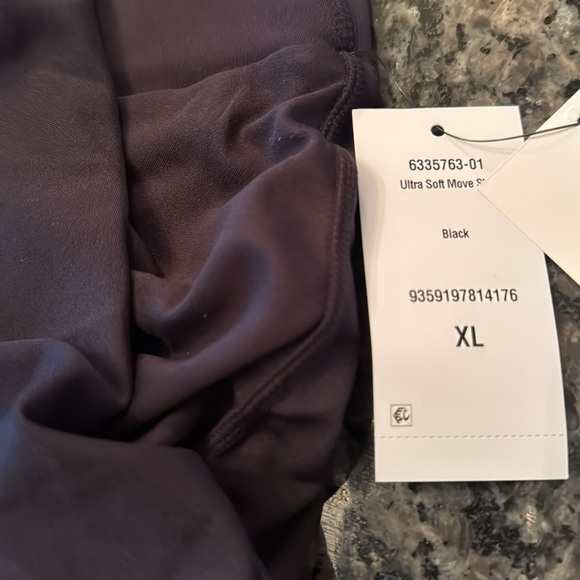 6335763-01
Ultra Soft Move
Black
9359197814176
XL